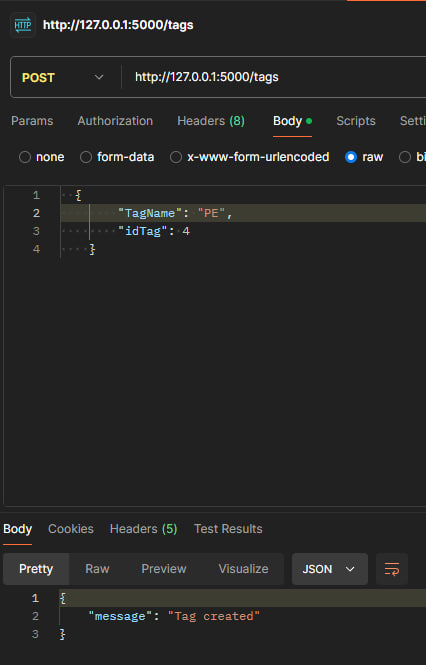 HTTP http://127.0.0.1:5000/tags
POST http://127.0.0.1:5000/tags
Params Authorization Headers (8) Body Scripts Setti
none form-data x-www-form-urlencoded raw bi
1 {
2 "TagName": "PE",
3 "idTag": 4
4 }
Body Cookies Headers (5) Test Results
Pretty Raw Preview Visualize JSON
1 {
2 "message": "Tag created"
3 }